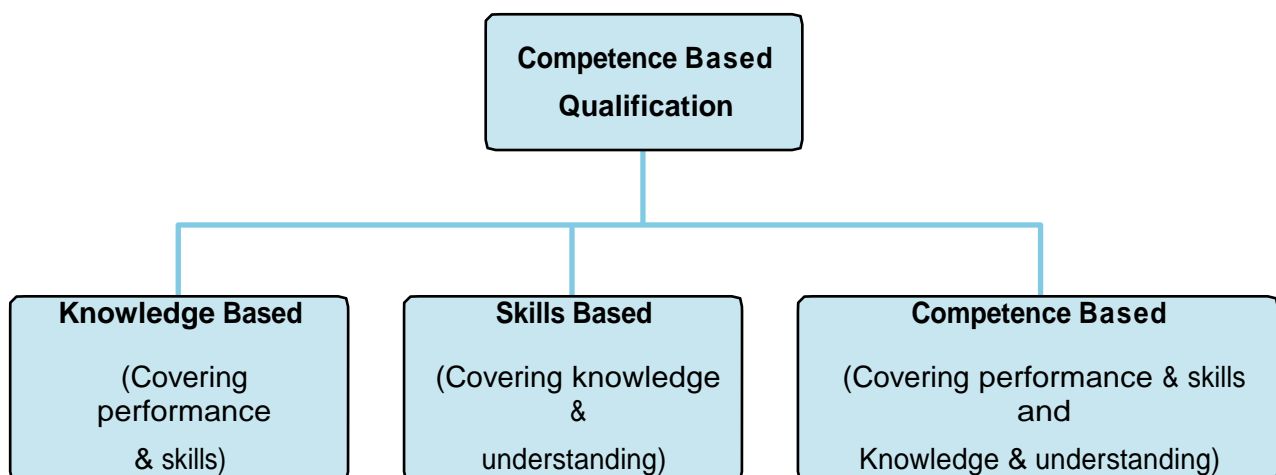 Competence Based
Qualification
Knowledge Based
(Covering
performance
& skills)
Skills Based
(Covering knowledge
&
understanding)
Competence Based
(Covering performance & skills
and
Knowledge & understanding)